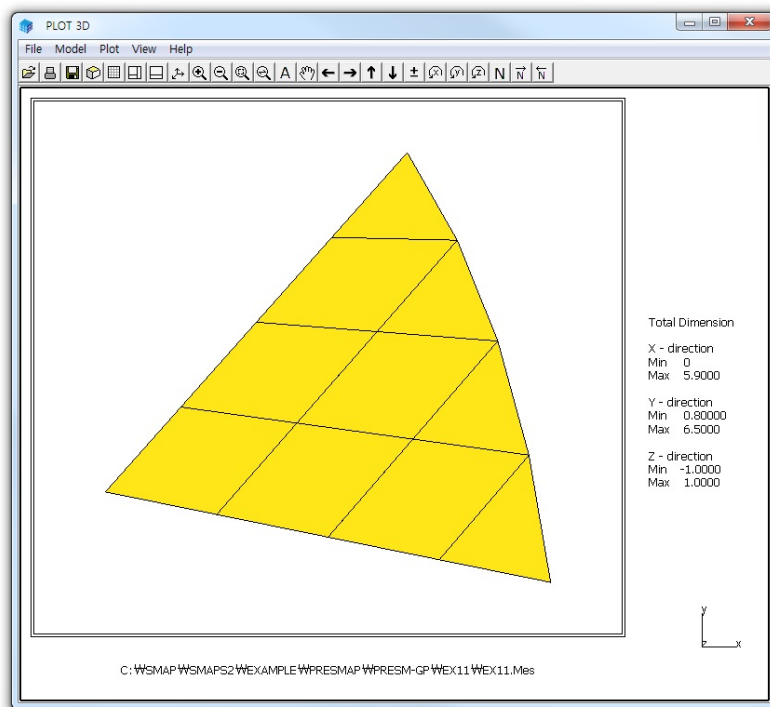 PLOT 3D
File Model Plot View Help
A N N N
Total Dimension
X - direction
Min 0
Max 5.9000
Y - direction
Min 0.80000
Max 6.5000
Z - direction
Min -1.0000
Max 1.0000
y
z x
C:₩SMAP₩SMAPS2₩EXAMPLE₩PRESMAP₩PRESM-GP₩EX11₩EX11.Mes